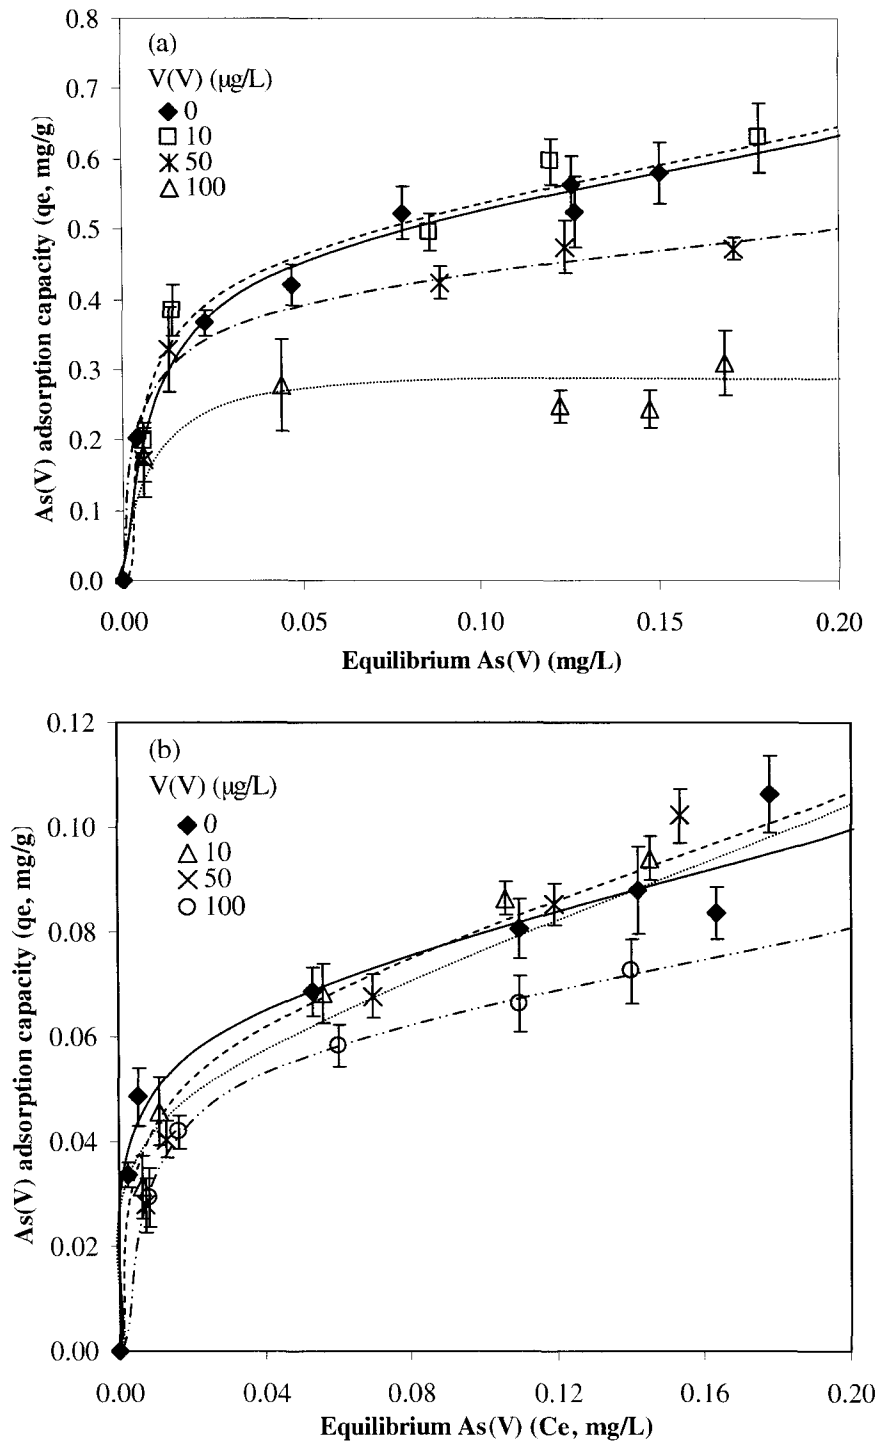 (a)
V(V) (µg/L)
0
10
50
100
0.8
0.7
0.6
0.5
0.4
0.3
0.2
0.1
0.0
As(V) adsorption capacity (qe, mg/g)
0.00 0.05 0.10 0.15 0.20
Equilibrium As(V) (mg/L)
(b)
V(V) (µg/L)
0
10
50
100
0.12
0.10
0.08
0.06
0.04
0.02
0.00
As(V) adsorption capacity (qe, mg/g)
0.00 0.04 0.08 0.12 0.16 0.20
Equilibrium As(V) (Ce, mg/L)